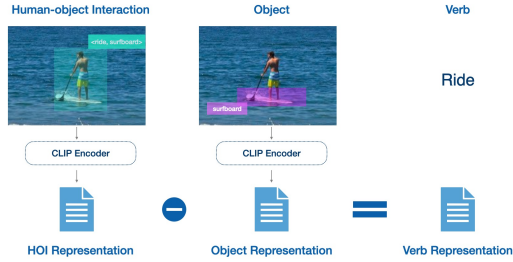 Human-object Interaction
Object
Verb
<ride, surfboard>
surfboard
Ride
CLIP Encoder
CLIP Encoder
HOI Representation
Object Representation
Verb Representation